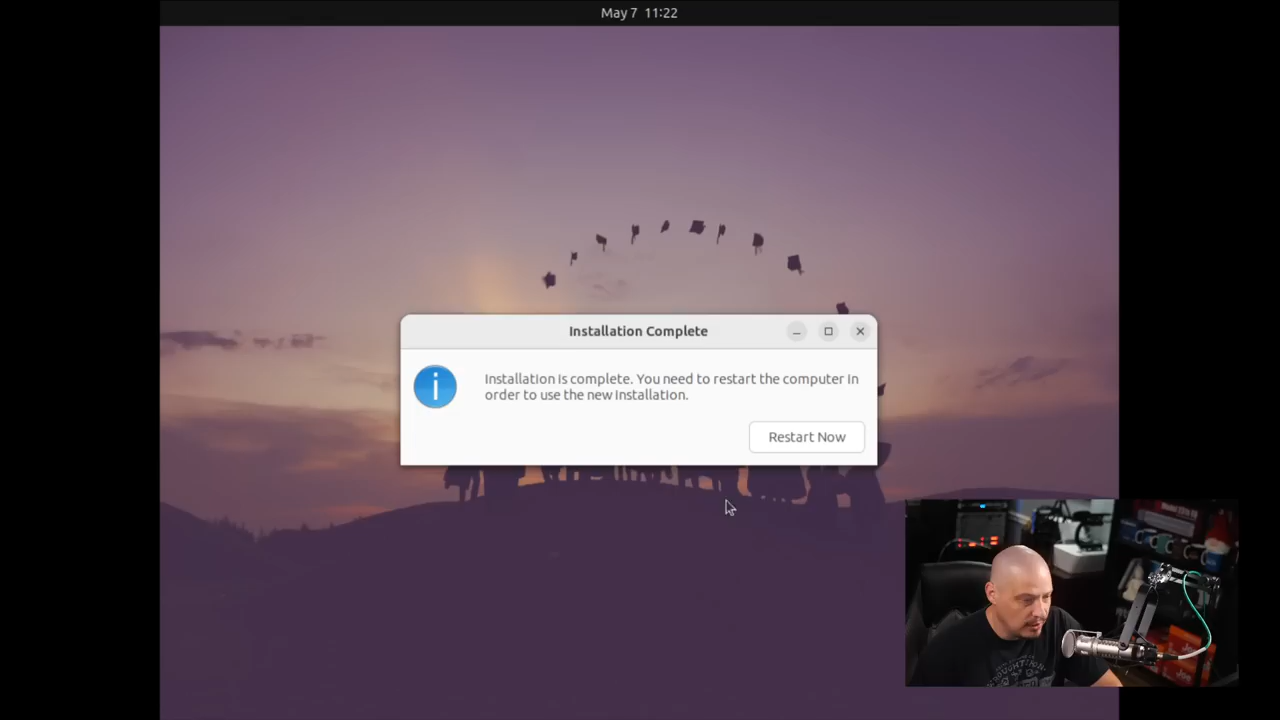 May 7 11:22
Installation Complete
Installation is complete. You need to restart the computer in
order to use the new installation.
Restart Now